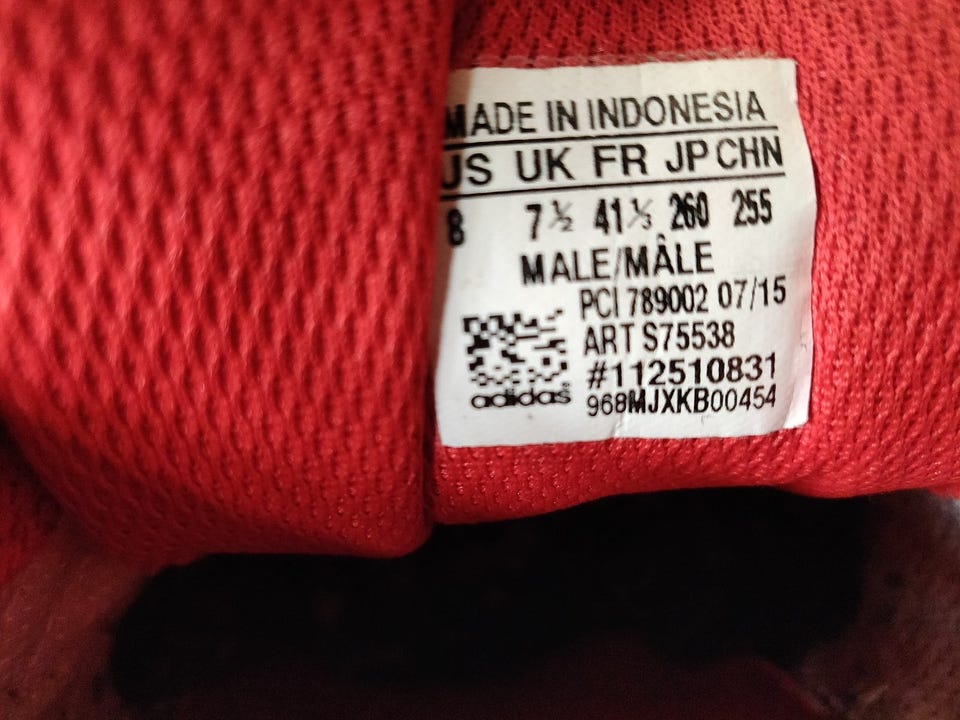 MADE IN INDONESIA
US UK FR JP CHN
8 7½ 41⅓ 260 255
MALE/MÂLE
PCI 789002 07/15
ART S75538
#112510831
adidas 968MJXKB00454